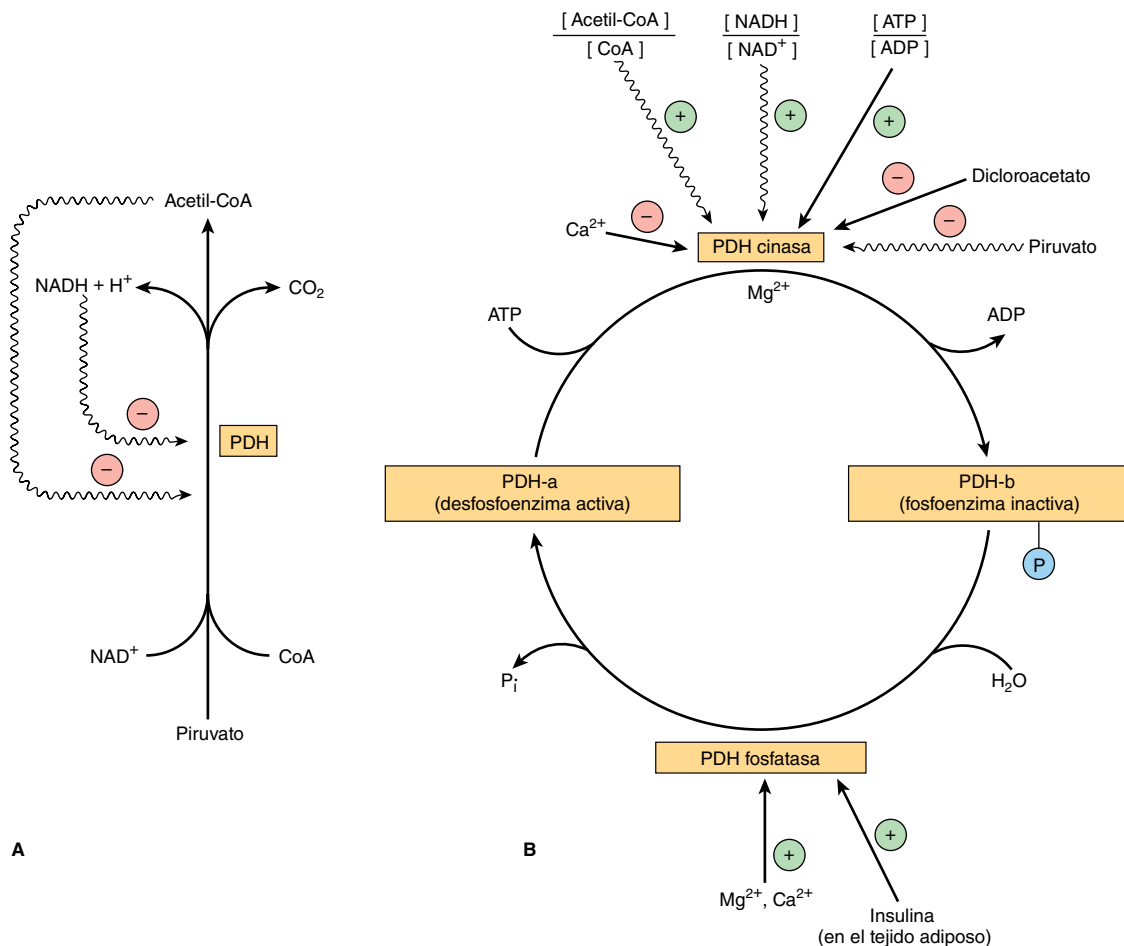 Acetil-CoA
NADH + H⁺
CO₂
−
−
PDH
NAD⁺
CoA
Piruvato
A
[ Acetil-CoA ]
[ CoA ]
[ NADH ]
[ NAD⁺ ]
[ ATP ]
[ ADP ]
+
+
+
−
Dicloroacetato
−
Piruvato
Ca²⁺
−
PDH cinasa
Mg²⁺
ATP
ADP
PDH-a
(desfosfoenzima activa)
PDH-b
(fosfoenzima inactiva)
P
Pi
H₂O
PDH fosfatasa
+
+
Mg²⁺, Ca²⁺
Insulina
(en el tejido adiposo)
B